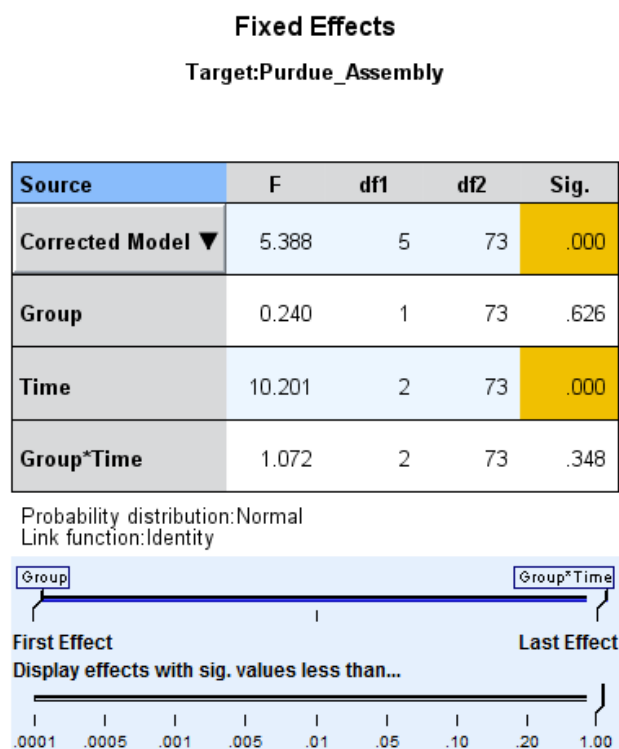 Fixed Effects
Target:Purdue_Assembly
Source F df1 df2 Sig.
Corrected Model ▼ 5.388 5 73 .000
Group 0.240 1 73 .626
Time 10.201 2 73 .000
Group*Time 1.072 2 73 .348
Probability distribution:Normal
Link function:Identity
Group Group*Time
First Effect Last Effect
Display effects with sig. values less than...
.0001 .0005 .001 .005 .01 .05 .10 .20 1.00